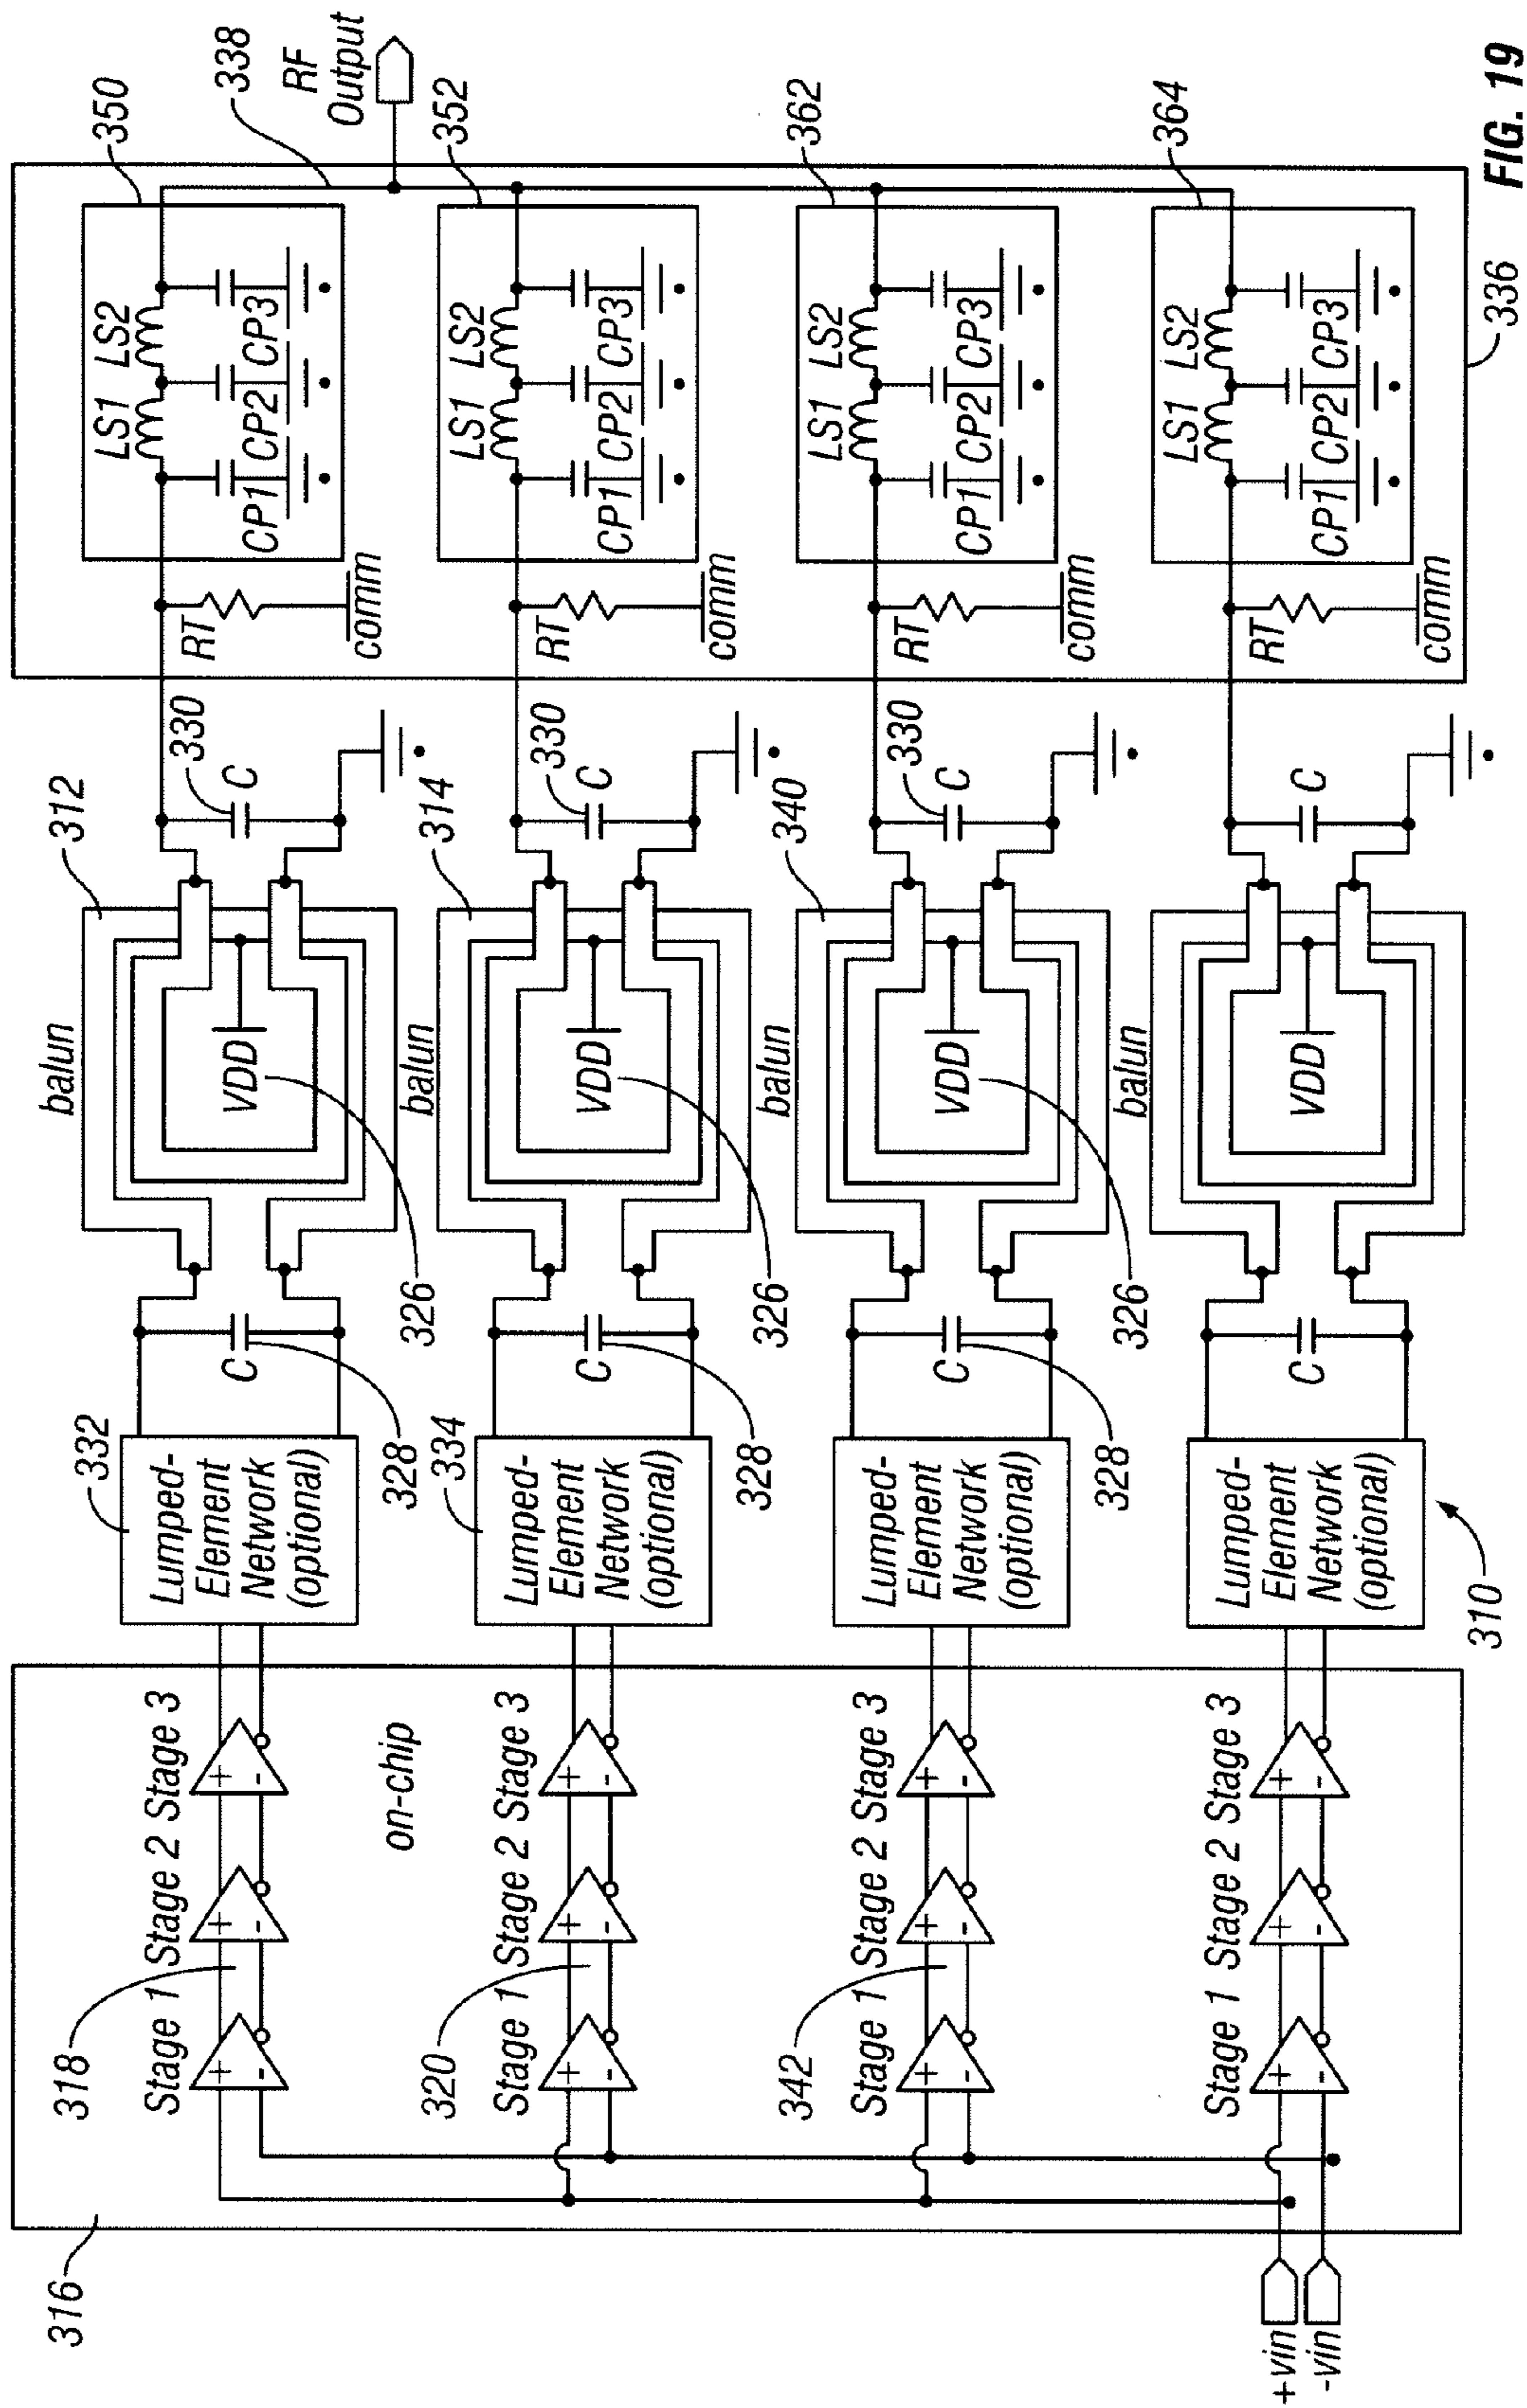 316
318
Stage 1 Stage 2 Stage 3
on-chip
320
Stage 1 Stage 2 Stage 3
342
Stage 1 Stage 2 Stage 3
Stage 1 Stage 2 Stage 3
+vin
-vin
+ -
+ -
+ -
+ -
+ -
+ -
+ -
+ -
+ -
+ -
+ -
+ -
332
Lumped-
Element
Network
(optional)
334
Lumped-
Element
Network
(optional)
Lumped-
Element
Network
(optional)
Lumped-
Element
Network
(optional)
310
C
328
C
328
C
328
C
balun
312
VDD
326
balun
314
VDD
326
balun
340
VDD
326
balun
VDD
330
C
330
C
330
C
C
350
LS1 LS2
CP1 CP2 CP3
RT
comm
352
LS1 LS2
CP1 CP2 CP3
RT
comm
362
LS1 LS2
CP1 CP2 CP3
RT
comm
364
LS1 LS2
CP1 CP2 CP3
RT
comm
338
RF
Output
336
FIG. 19